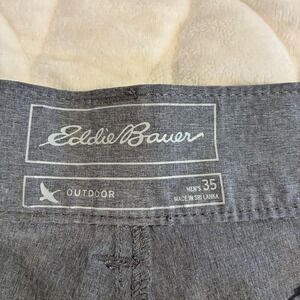 Eddie Bauer
OUTDOOR
MEN'S 35
MADE IN SRI LANKA